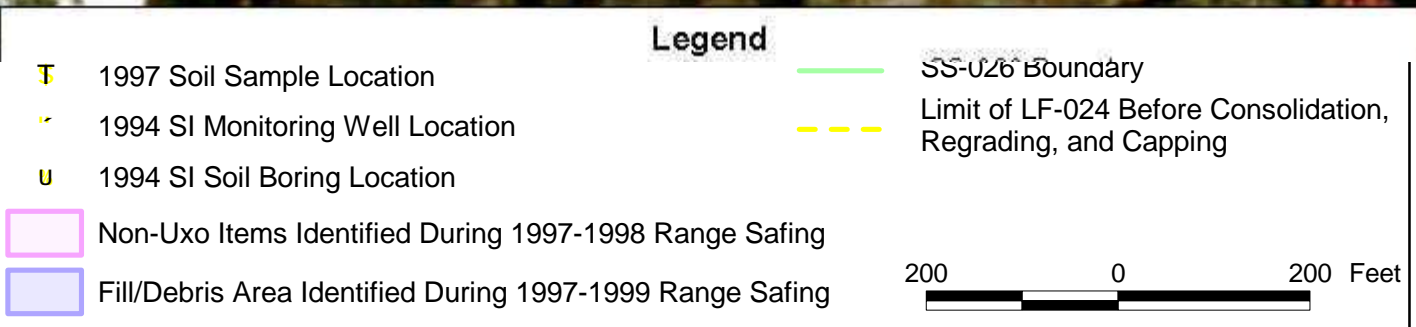 Legend
T 1997 Soil Sample Location
1994 SI Monitoring Well Location
u 1994 SI Soil Boring Location
Non-Uxo Items Identified During 1997-1998 Range Safing
Fill/Debris Area Identified During 1997-1999 Range Safing
SS-026 Boundary
Limit of LF-024 Before Consolidation,
Regrading, and Capping
200 0 200 Feet